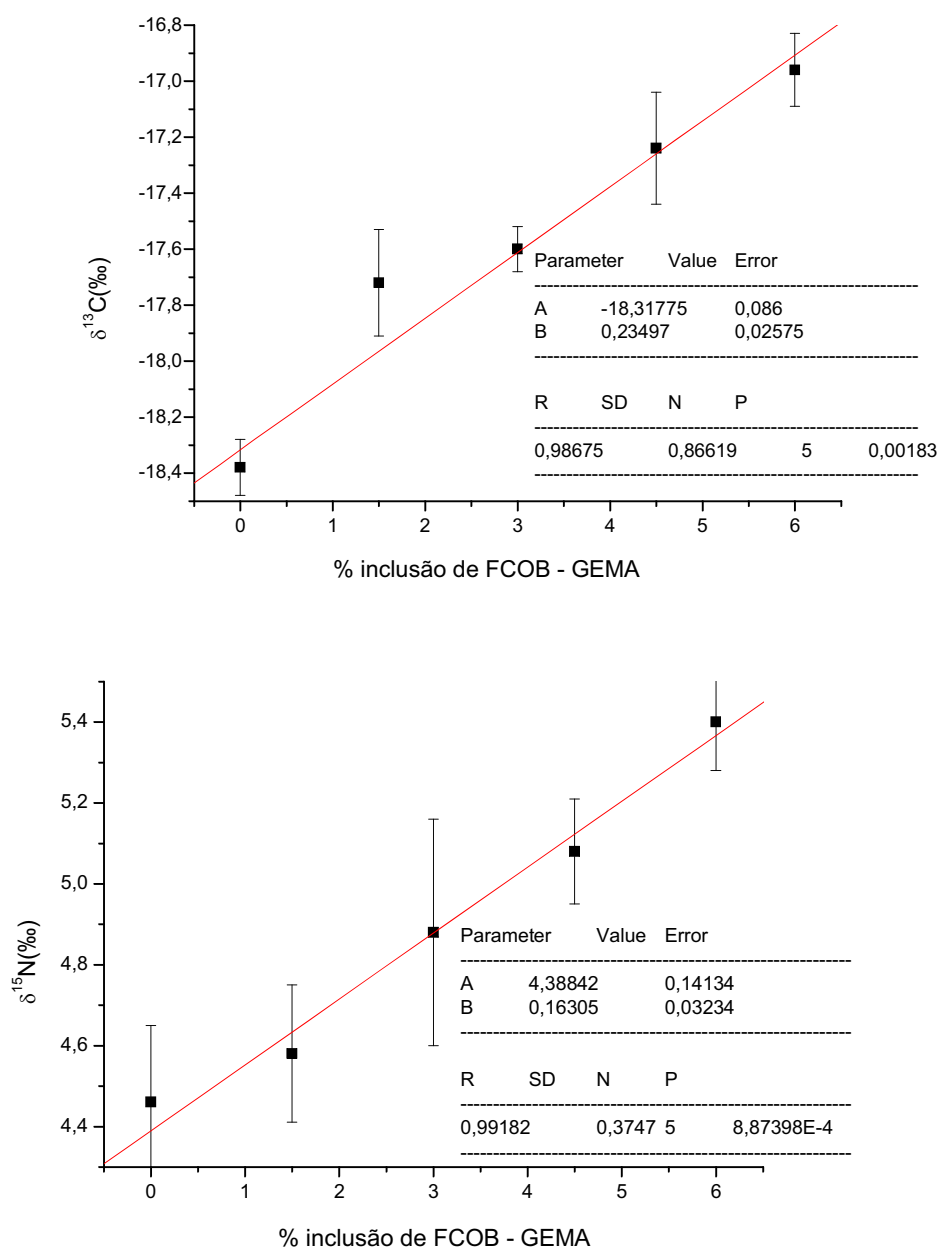 -16,8
-17,0
-17,2
-17,4
-17,6
-17,8
-18,0
-18,2
-18,4
δ¹³C(‰)
Parameter Value Error
A -18,31775 0,086
B 0,23497 0,02575
R SD N P
0,98675 0,86619 5 0,00183
0 1 2 3 4 5 6
% inclusão de FCOB - GEMA
5,4
5,2
5,0
4,8
4,6
4,4
δ¹⁵N(‰)
Parameter Value Error
A 4,38842 0,14134
B 0,16305 0,03234
R SD N P
0,99182 0,3747 5 8,87398E-4
0 1 2 3 4 5 6
% inclusão de FCOB - GEMA